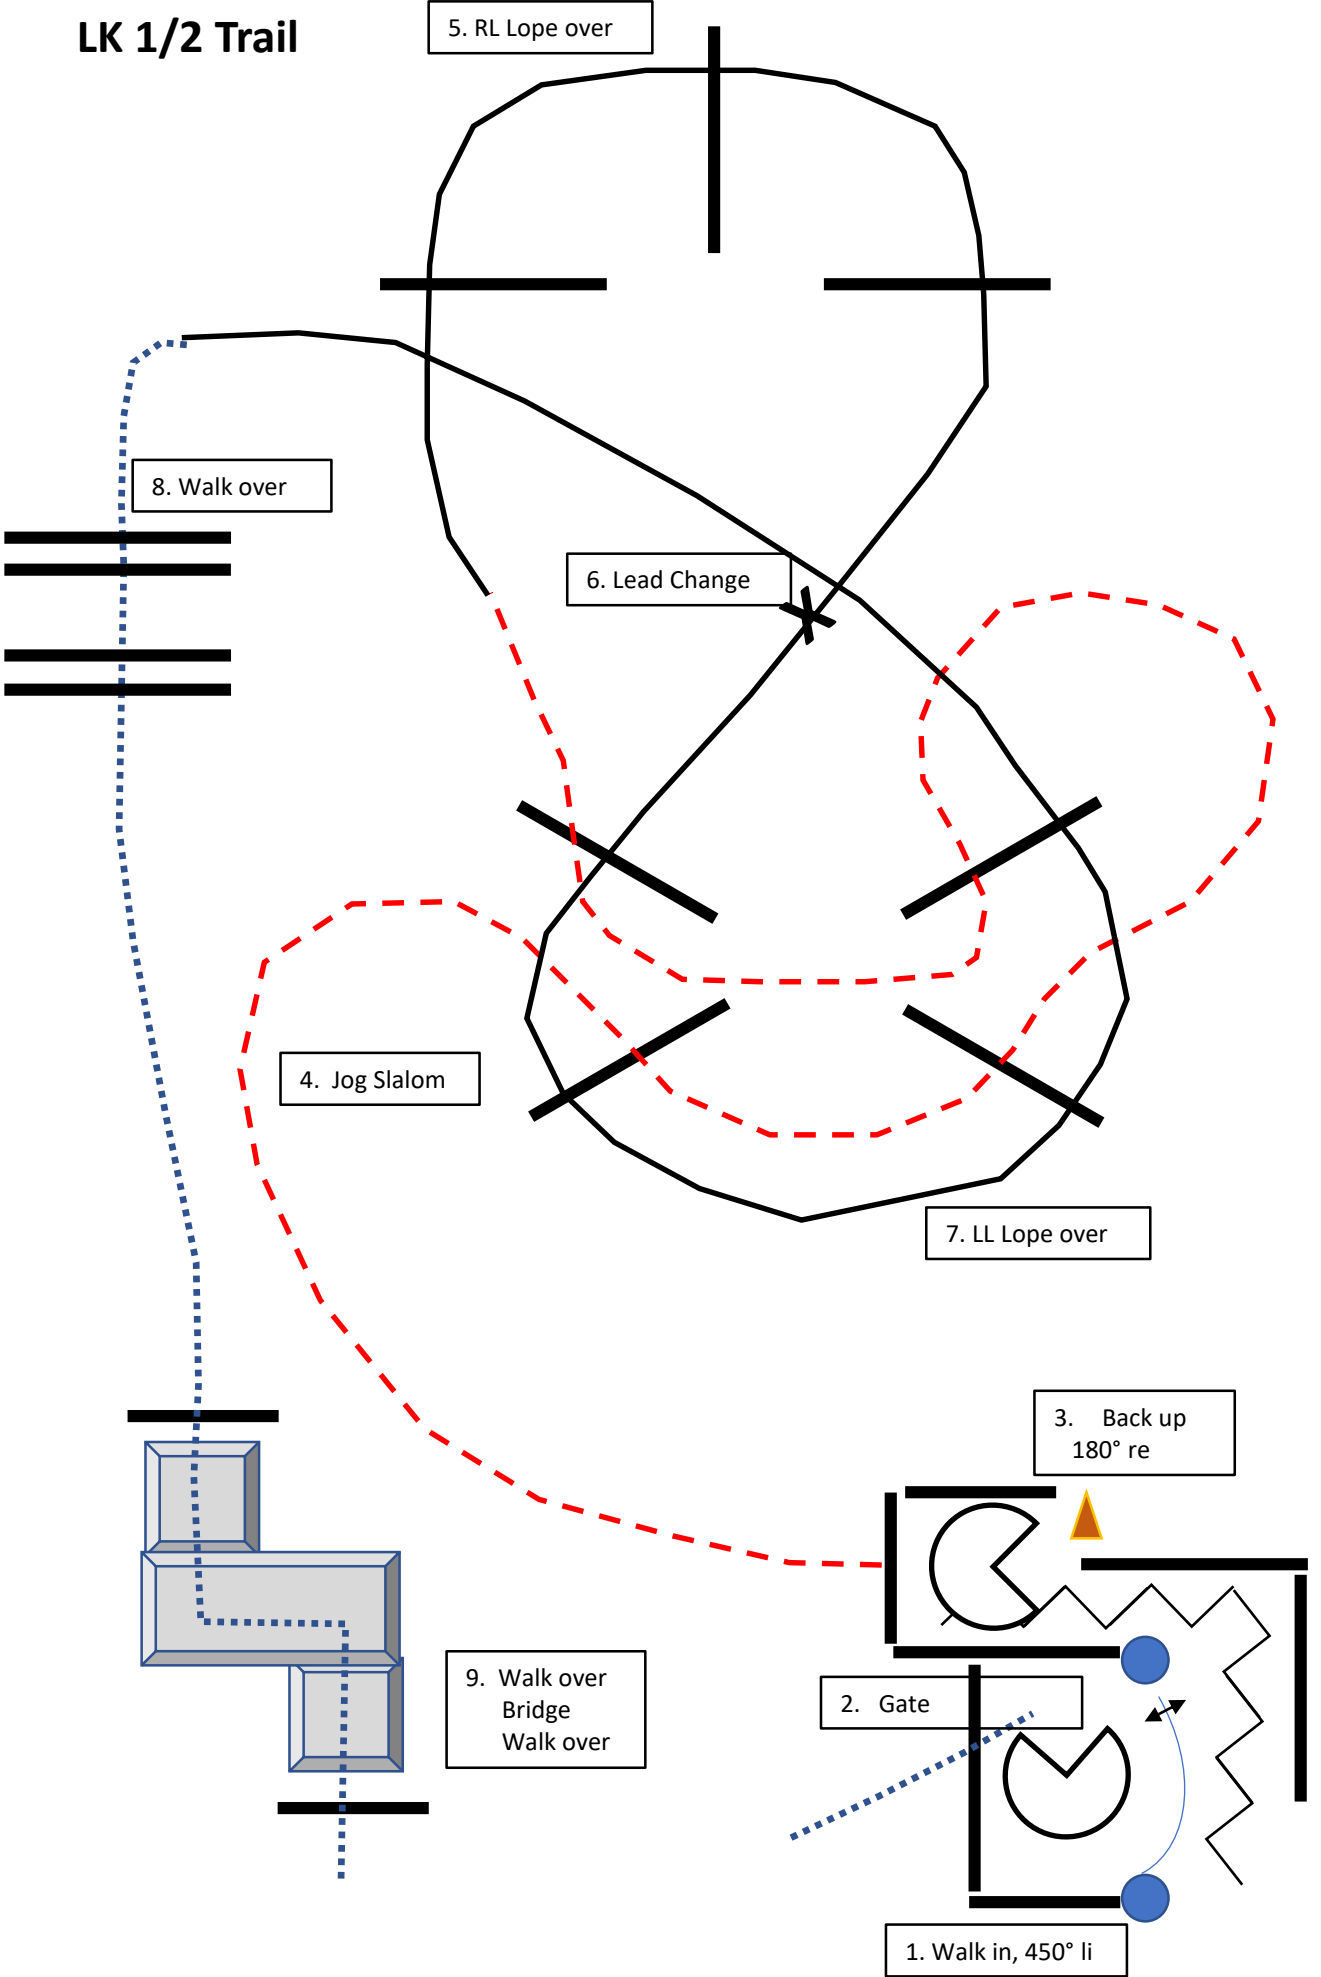 LK 1/2 Trail
5. RL Lope over
8. Walk over
6. Lead Change
4. Jog Slalom
7. LL Lope over
3. Back up
180° re
9. Walk over
Bridge
Walk over
2. Gate
1. Walk in, 450° li